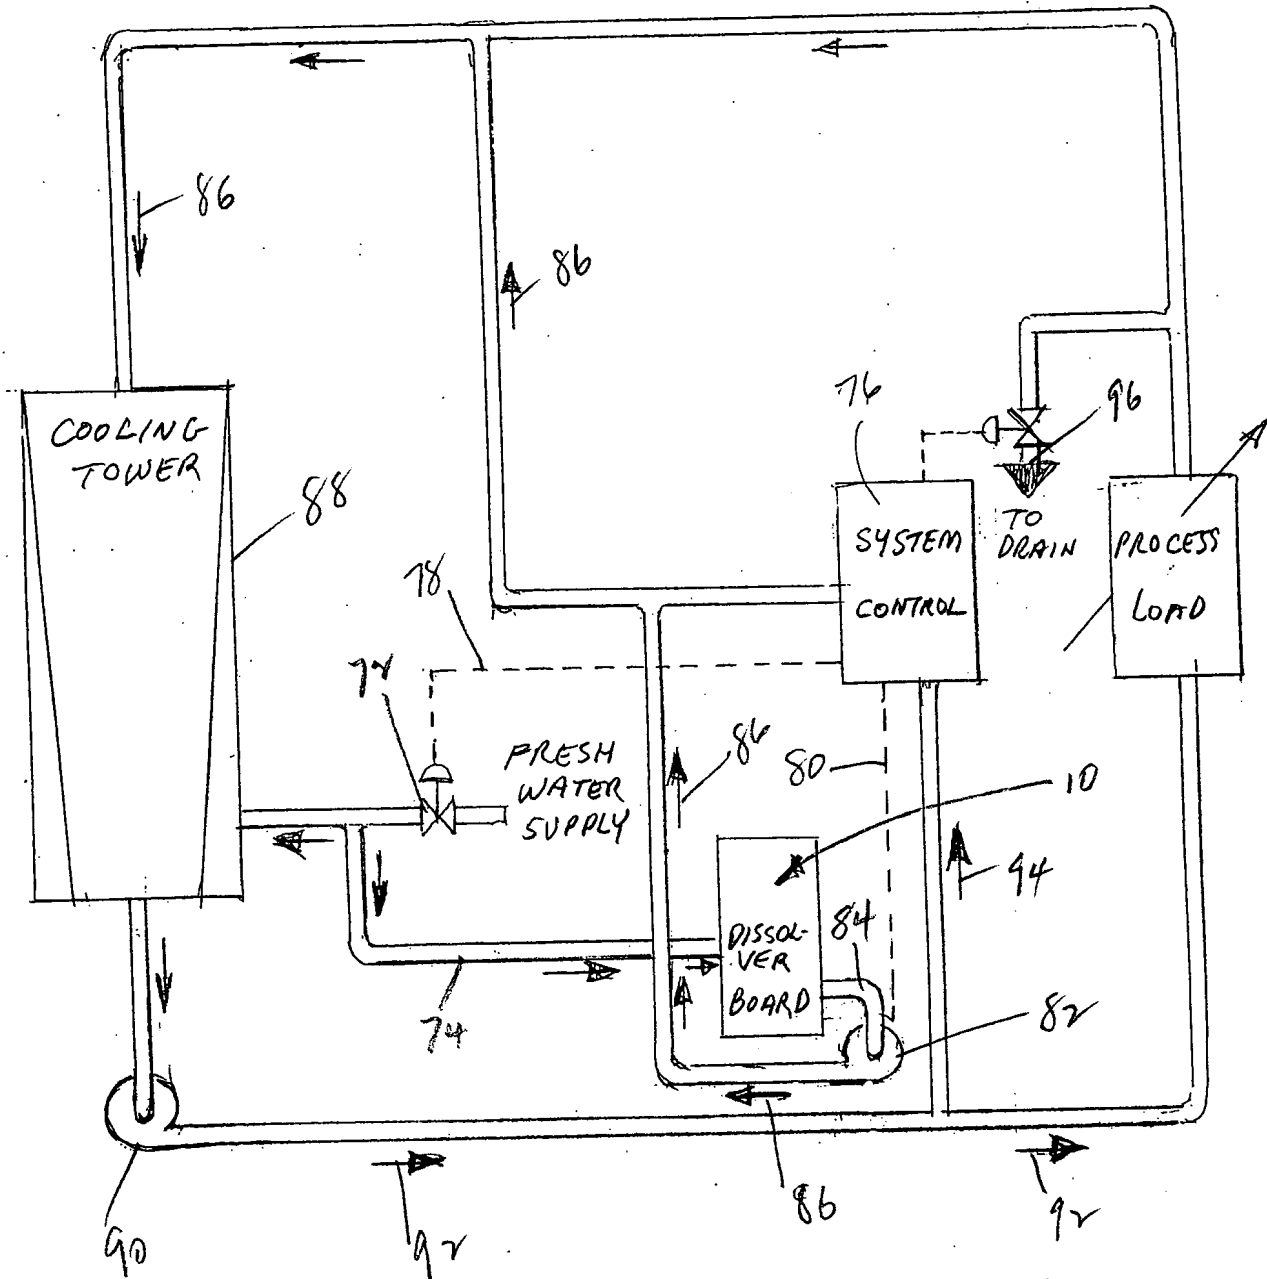 86
86
COOLING
TOWER
88
76
96
TO
DRAIN
SYSTEM
CONTROL
PROCESS
LOAD
78
72
FRESH
WATER
SUPPLY
86
80
10
94
DISSOL-
VER
BOARD
84
74
82
90
92
86
92